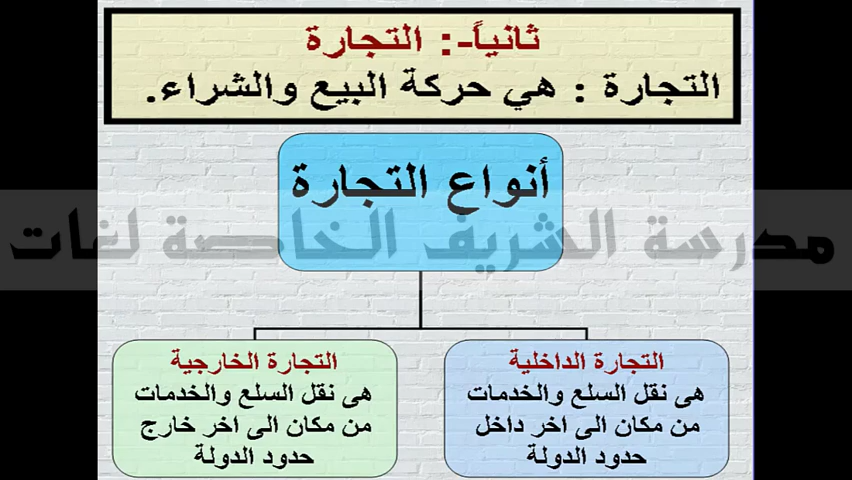 ثانياً-: التجارة
التجارة : هي حركة البيع والشراء.
أنواع التجارة
مدرسة الشريف الخاصة لغات
التجارة الداخلية
هى نقل السلع والخدمات
من مكان الى اخر داخل
حدود الدولة
التجارة الخارجية
هى نقل السلع والخدمات
من مكان الى اخر خارج
حدود الدولة